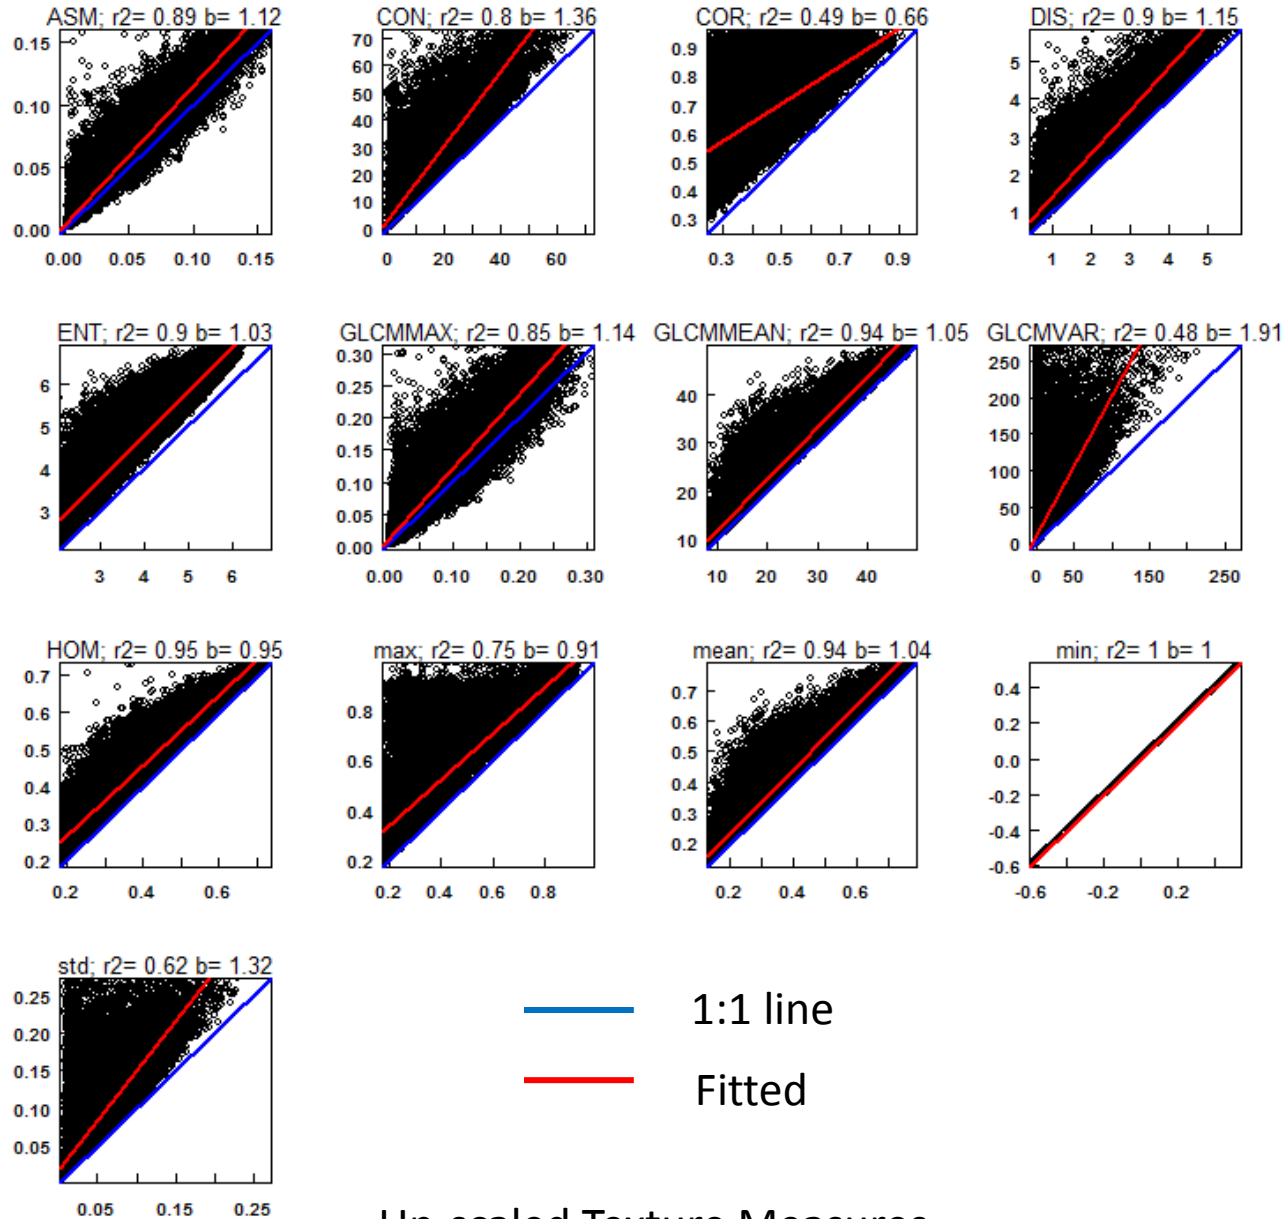 ASM; r2= 0.89 b= 1.12
0.15
0.10
0.05
0.00
0.00 0.05 0.10 0.15
CON; r2= 0.8 b= 1.36
70
60
50
40
30
20
10
0
0 20 40 60
COR; r2= 0.49 b= 0.66
0.9
0.8
0.7
0.6
0.5
0.4
0.3
0.3 0.5 0.7 0.9
DIS; r2= 0.9 b= 1.15
5
4
3
2
1
1 2 3 4 5
ENT; r2= 0.9 b= 1.03
6
5
4
3
3 4 5 6
GLCMMAX; r2= 0.85 b= 1.14
0.30
0.25
0.20
0.15
0.10
0.05
0.00
0.00 0.10 0.20 0.30
GLCMMEAN; r2= 0.94 b= 1.05
40
30
20
10
10 20 30 40
GLCMVAR; r2= 0.48 b= 1.91
250
200
150
100
50
0
0 50 150 250
HOM; r2= 0.95 b= 0.95
0.7
0.6
0.5
0.4
0.3
0.2
0.2 0.4 0.6
max; r2= 0.75 b= 0.91
0.8
0.6
0.4
0.2
0.2 0.4 0.6 0.8
mean; r2= 0.94 b= 1.04
0.7
0.6
0.5
0.4
0.3
0.2
0.2 0.4 0.6
min; r2= 1 b= 1
0.4
0.2
0.0
-0.2
-0.4
-0.6
-0.6 -0.2 0.2
std; r2= 0.62 b= 1.32
0.25
0.20
0.15
0.10
0.05
0.05 0.15 0.25
1:1 line
Fitted
Up-scaled Texture Measures